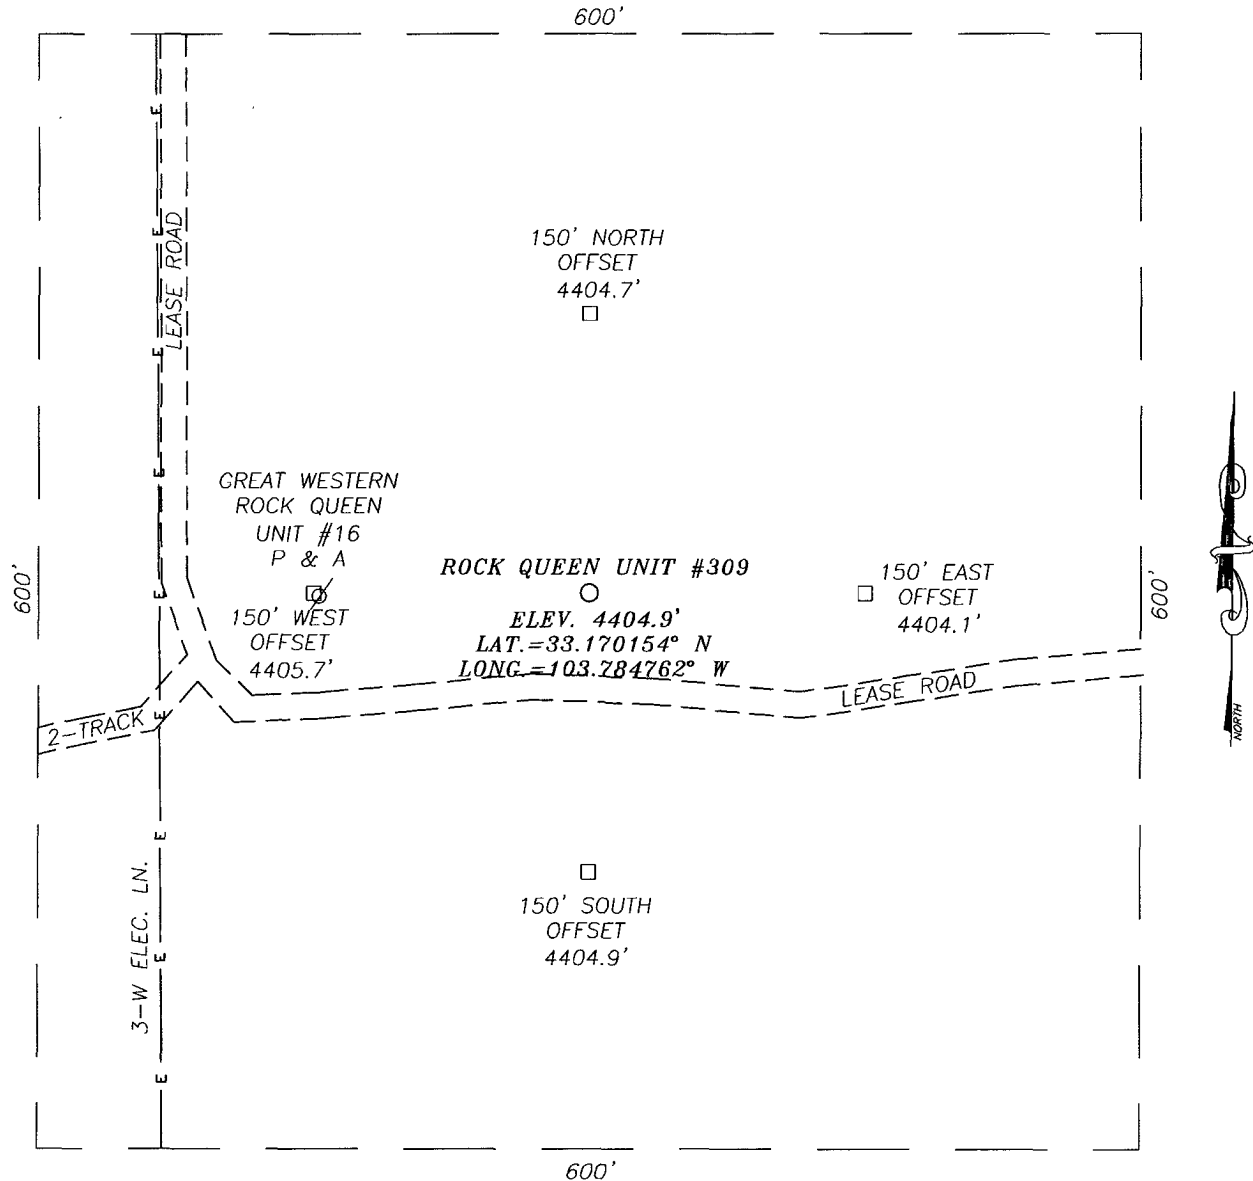 600'
LEASE ROAD
150' NORTH
OFFSET
4404.7'
GREAT WESTERN
ROCK QUEEN
UNIT #16
P & A
150' WEST
OFFSET
4405.7'
ROCK QUEEN UNIT #309
ELEV. 4404.9'
LAT.=33.170154° N
LONG.=103.784762° W
150' EAST
OFFSET
4404.1'
600'
600'
NORTH
LEASE ROAD
2-TRACK
E
E
E
E
E
E
E
E
E
3-W ELEC. LN.
150' SOUTH
OFFSET
4404.9'
600'